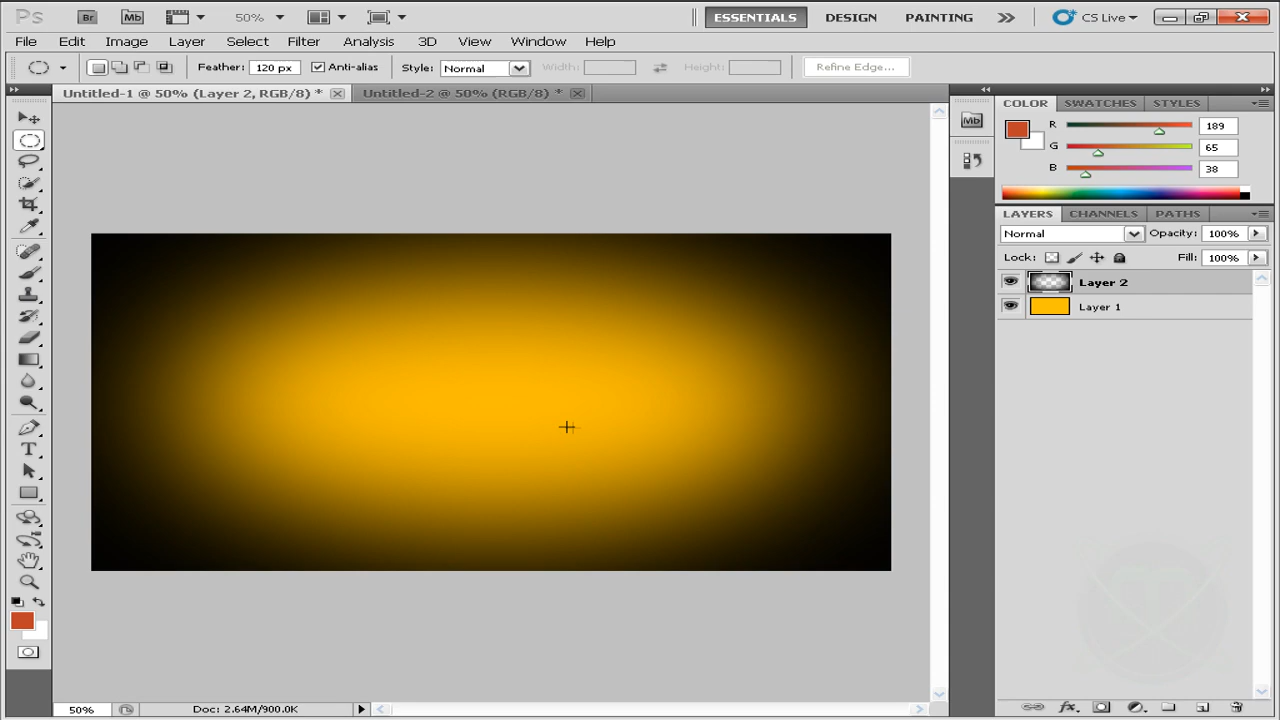 Ps Br Mb 50% ESSENTIALS DESIGN PAINTING CS Live
File Edit Image Layer Select Filter Analysis 3D View Window Help
Feather: 120 px Anti-alias Style: Normal Width: Height: Refine Edge...
Untitled-1 @ 50% (Layer 2, RGB/8) * Untitled-2 @ 50% (RGB/8) *
COLOR SWATCHES STYLES
Mb
R 189
G 65
B 38
LAYERS CHANNELS PATHS
Normal Opacity: 100%
Lock: Fill: 100%
Layer 2
Layer 1
T
50% Doc: 2.64M/900.0K